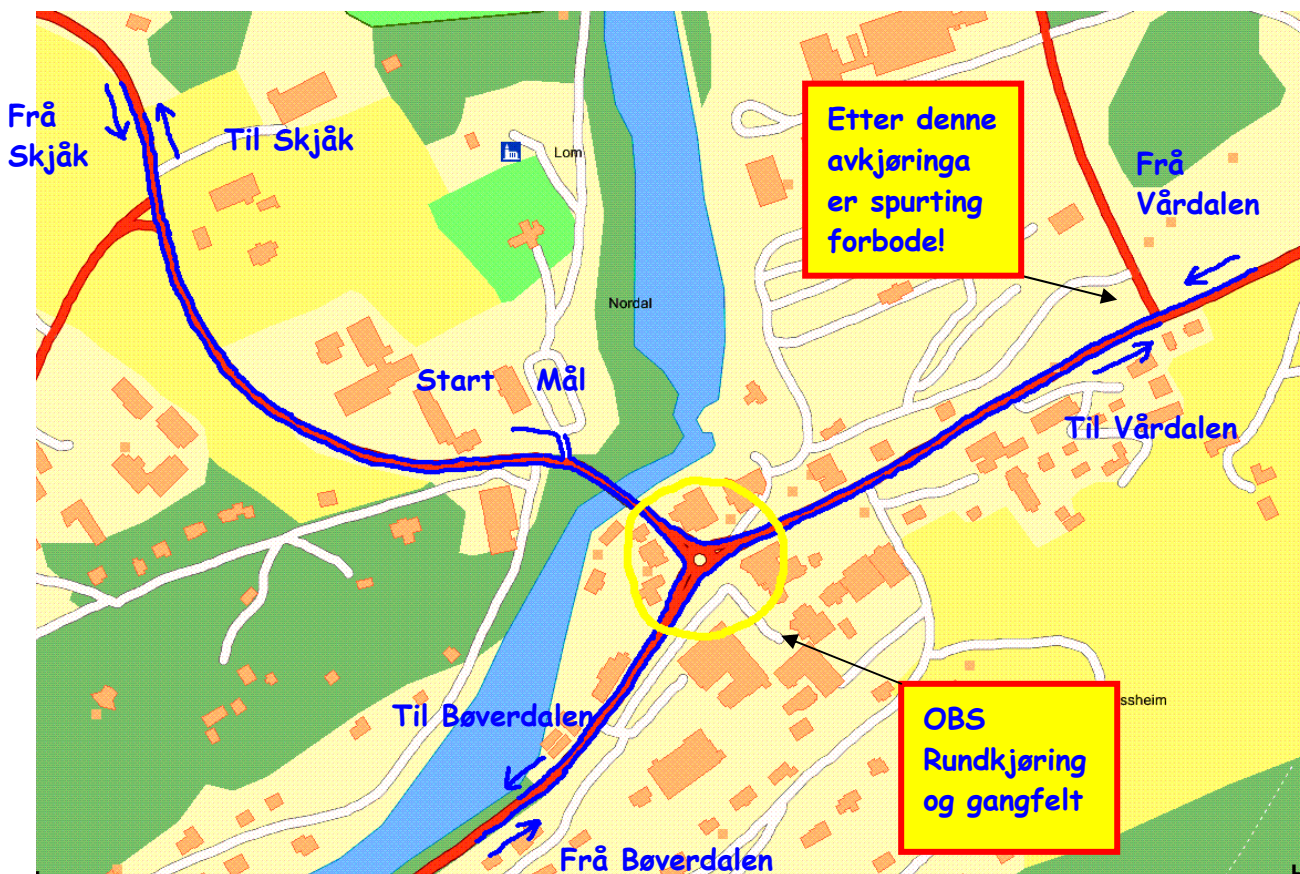 Frå
Skjåk
Til Skjåk
Lom
Etter denne
avkjøringa
er spurting
forbode!
Frå
Vårdalen
Nordal
Start Mål
Til Vårdalen
Til Bøverdalen
OBS
Rundkjøring
og gangfelt
ssheim
Frå Bøverdalen